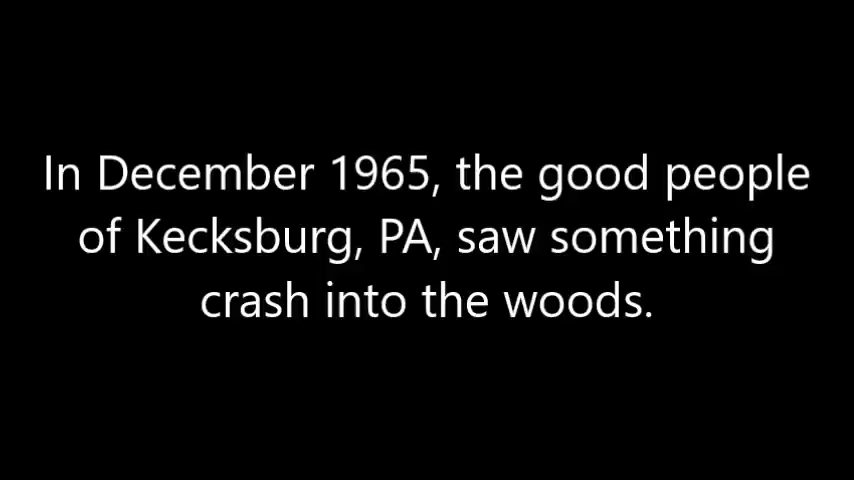 In December 1965, the good people
of Kecksburg, PA, saw something
crash into the woods.